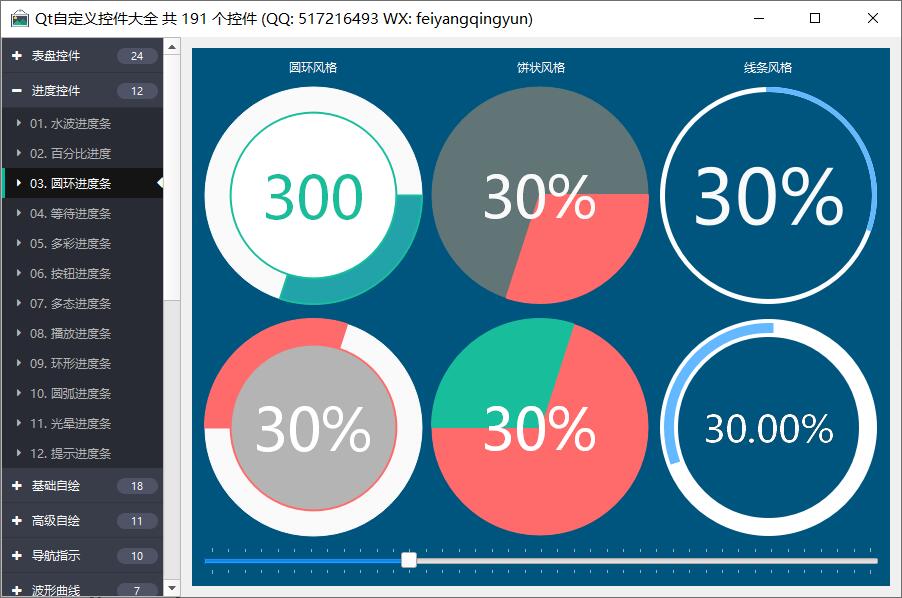 Qt自定义控件大全 共 191 个控件 (QQ: 517216493 WX: feiyangqingyun)
表盘控件 24
进度控件 12
01. 水波进度条
02. 百分比进度
03. 圆环进度条
04. 等待进度条
05. 多彩进度条
06. 按钮进度条
07. 多态进度条
08. 播放进度条
09. 环形进度条
10. 圆弧进度条
11. 光晕进度条
12. 提示进度条
基础自绘 18
高级自绘 11
导航指示 10
波形曲线 7
圆环风格 饼状风格 线条风格
300 30% 30%
30% 30% 30.00%